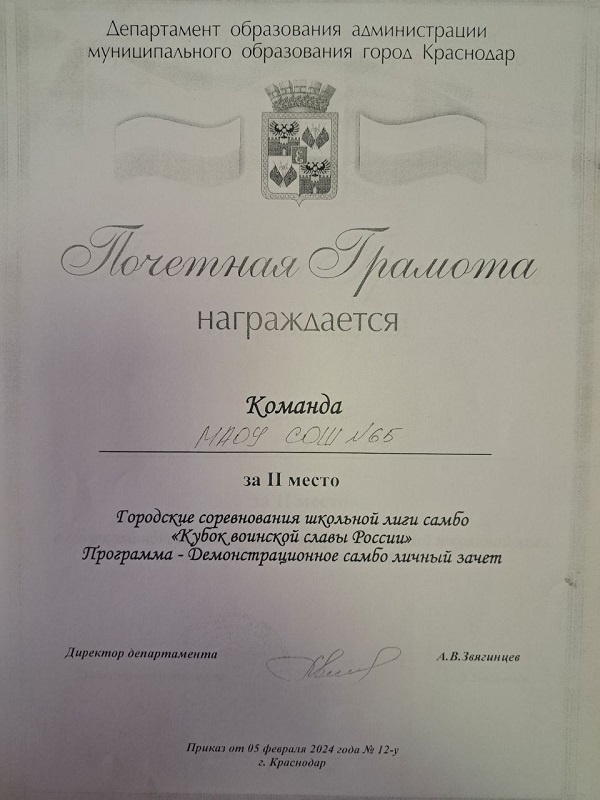 Департамент образования администрации
муниципального образования город Краснодар
Почетная Грамота
награждается
Команда
МАОУ СОШ №65
за II место
Городские соревнования школьной лиги самбо
«Кубок воинской славы России»
Программа - Демонстрационное самбо личный зачет
Директор департамента А.В.Звягинцев
Приказ от 05 февраля 2024 года № 12-у
г. Краснодар